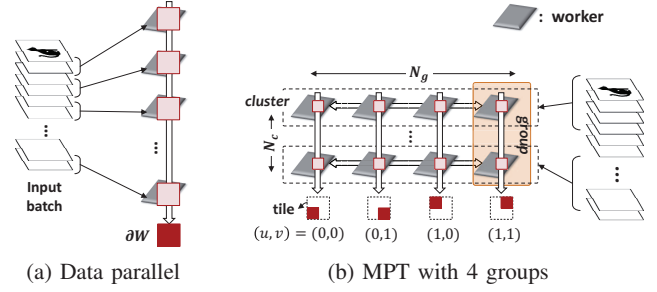 : worker
N_g
cluster
N_c
group
...
...
...
...
Input
batch
tile
∂W
(u, v) = (0,0)
(0,1)
(1,0)
(1,1)
(a) Data parallel
(b) MPT with 4 groups